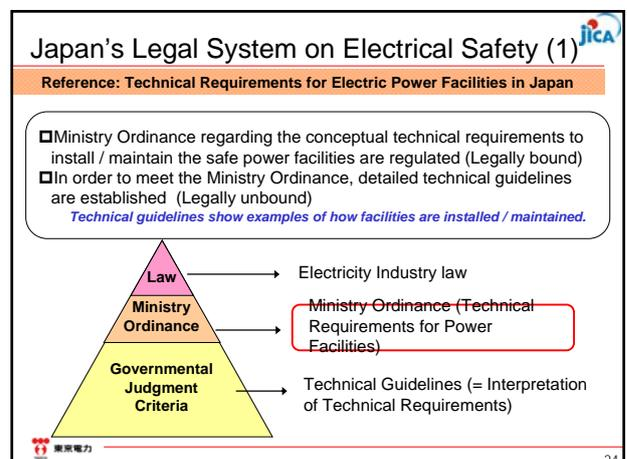 Japan's Legal System on Electrical Safety (1)
jICA
Reference: Technical Requirements for Electric Power Facilities in Japan
Ministry Ordinance regarding the conceptual technical requirements to
install / maintain the safe power facilities are regulated (Legally bound)
In order to meet the Ministry Ordinance, detailed technical guidelines
are established (Legally unbound)
Technical guidelines show examples of how facilities are installed / maintained.
Law
Electricity Industry law
Ministry
Ordinance
Ministry Ordinance (Technical
Requirements for Power
Facilities)
Governmental
Judgment
Criteria
Technical Guidelines (= Interpretation
of Technical Requirements)
東京電力
24